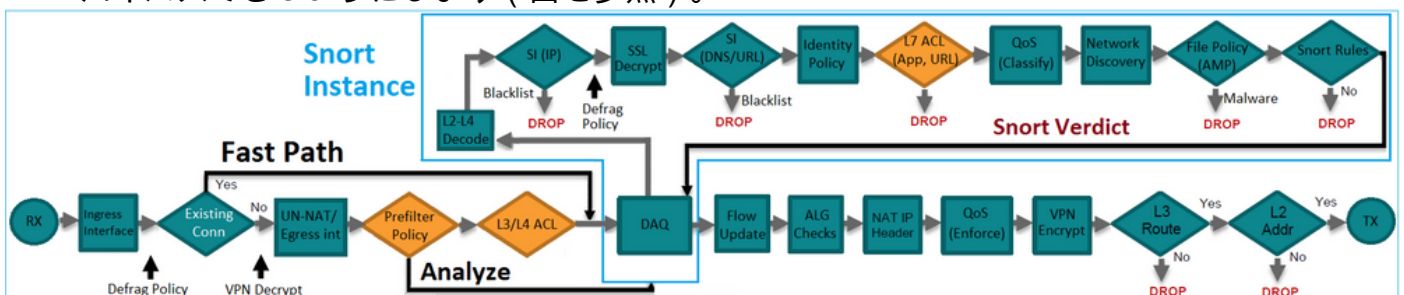 Snort
Instance
SI (IP)
SSL
Decrypt
SI
(DNS/URL)
Identity
Policy
L7 ACL
(App, URL)
QoS
(Classify)
Network
Discovery
File Policy
(AMP)
Snort Rules
Blacklist
DROP
Defrag
Policy
Blacklist
DROP
DROP
Malware
DROP
No
DROP
L2-L4
Decode
Snort Verdict
Fast Path
Yes
RX
Ingress
Interface
Existing
Conn
No
UN-NAT/
Egress int
Prefilter
Policy
L3/L4 ACL
DAQ
Flow
Update
ALG
Checks
NAT IP
Header
QoS
(Enforce)
VPN
Encrypt
L3
Route
Yes
L2
Addr
Yes
TX
No
DROP
No
DROP
Analyze
Defrag Policy
VPN Decrypt